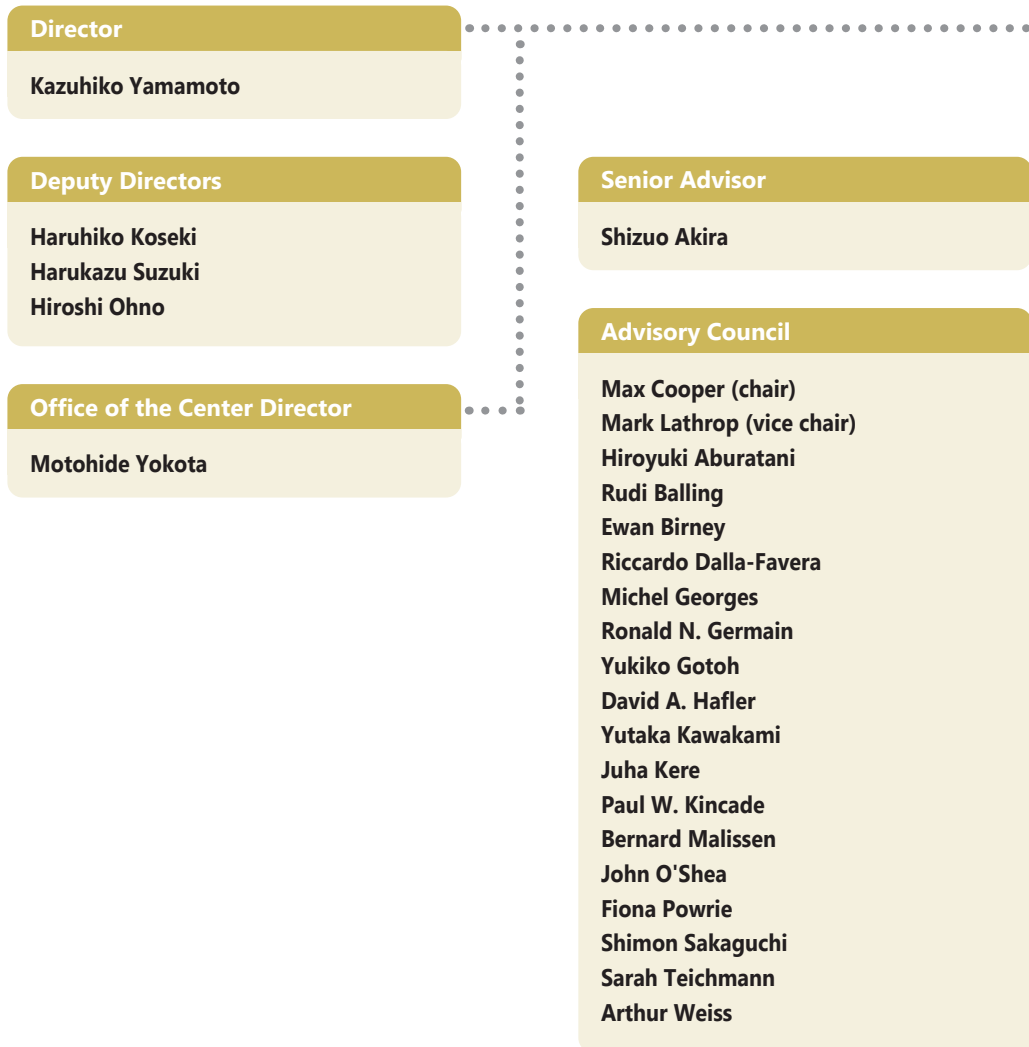 Director
Kazuhiko Yamamoto
Deputy Directors
Haruhiko Koseki
Harukazu Suzuki
Hiroshi Ohno
Office of the Center Director
Motohide Yokota
Senior Advisor
Shizuo Akira
Advisory Council
Max Cooper (chair)
Mark Lathrop (vice chair)
Hiroyuki Aburatani
Rudi Balling
Ewan Birney
Riccardo Dalla-Favera
Michel Georges
Ronald N. Germain
Yukiko Gotoh
David A. Hafler
Yutaka Kawakami
Juha Kere
Paul W. Kincade
Bernard Malissen
John O'Shea
Fiona Powrie
Shimon Sakaguchi
Sarah Teichmann
Arthur Weiss